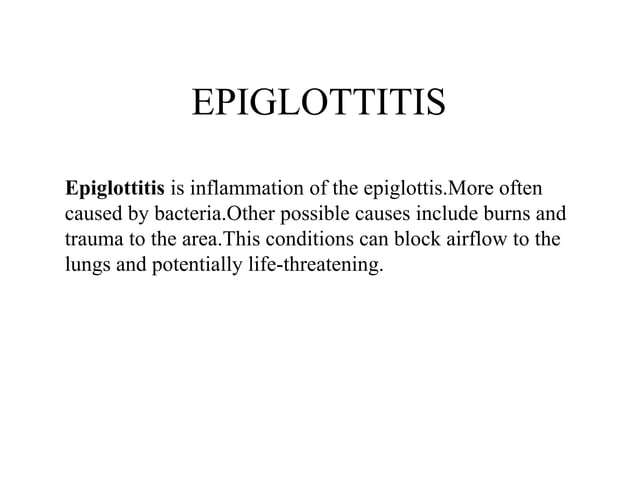 EPIGLOTTITIS
Epiglottitis is inflammation of the epiglottis.More often
caused by bacteria.Other possible causes include burns and
trauma to the area.This conditions can block airflow to the
lungs and potentially life-threatening.